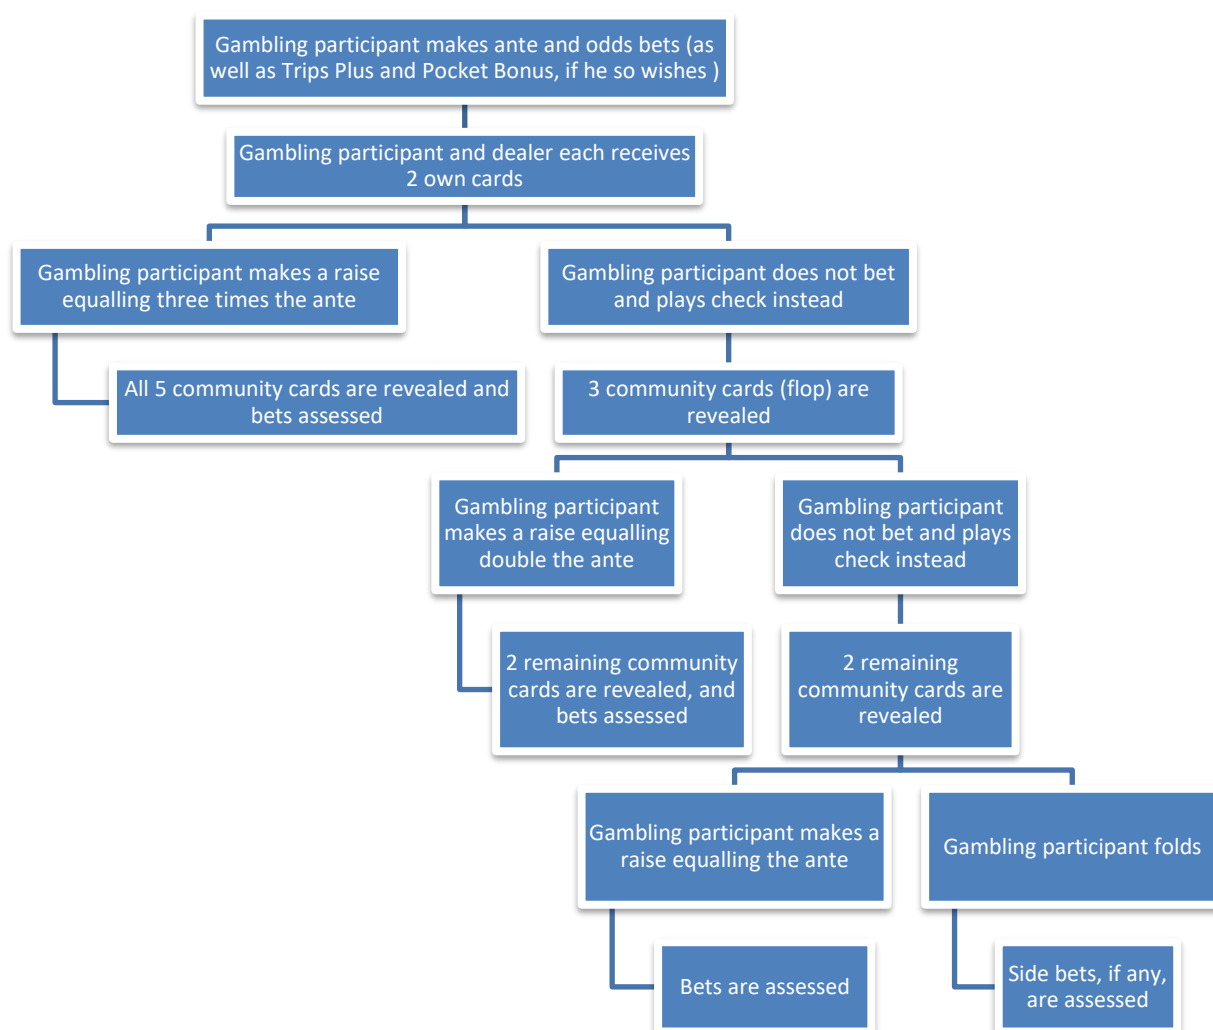 Gambling participant makes ante and odds bets (as
well as Trips Plus and Pocket Bonus, if he so wishes )
Gambling participant and dealer each receives
2 own cards
Gambling participant makes a raise
equalling three times the ante
Gambling participant does not bet
and plays check instead
All 5 community cards are revealed and
bets assessed
3 community cards (flop) are
revealed
Gambling participant
makes a raise equalling
double the ante
Gambling participant
does not bet and plays
check instead
2 remaining community
cards are revealed, and
bets assessed
2 remaining
community cards are
revealed
Gambling participant makes a
raise equalling the ante
Gambling participant folds
Bets are assessed
Side bets, if any,
are assessed